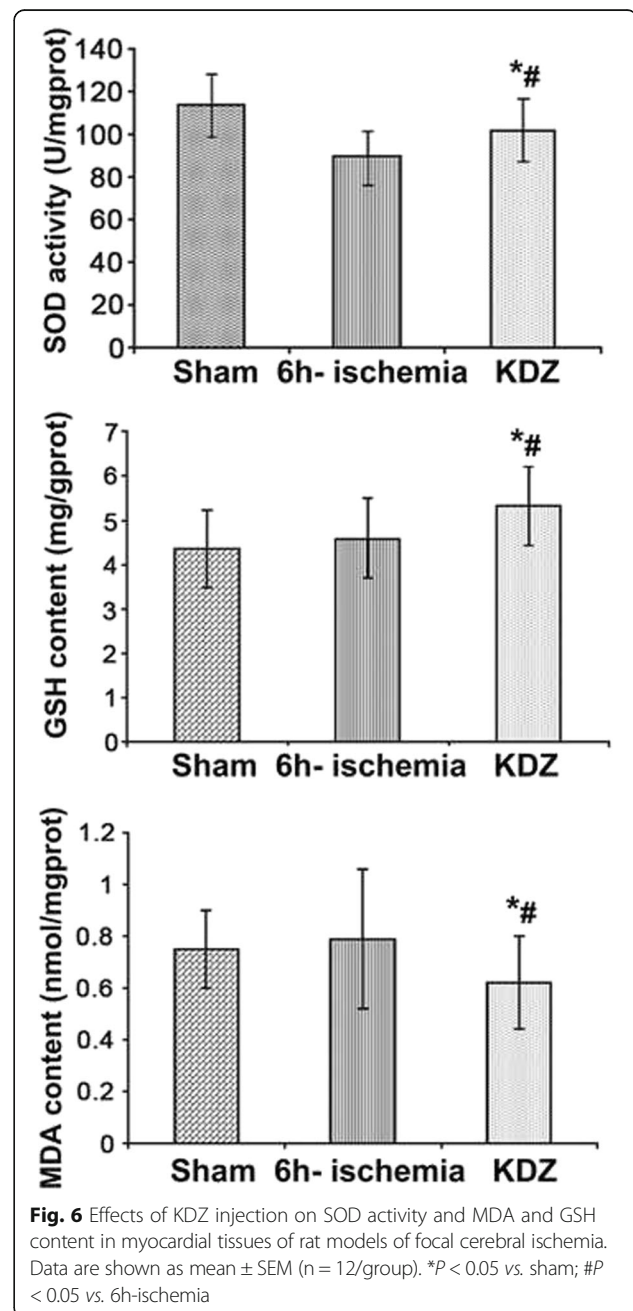 SOD activity (U/mgprot)
140
120
100
80
60
40
20
0
*#
Sham 6h- ischemia KDZ
GSH content (mg/gprot)
7
6
5
4
3
2
1
0
*#
Sham 6h- ischemia KDZ
MDA content (nmol/mgprot)
1.2
1
0.8
0.6
0.4
0.2
0
*#
Sham 6h- ischemia KDZ
Fig. 6 Effects of KDZ injection on SOD activity and MDA and GSH
content in myocardial tissues of rat models of focal cerebral ischemia.
Data are shown as mean ± SEM (n = 12/group). *P < 0.05 vs. sham; #P
< 0.05 vs. 6h-ischemia